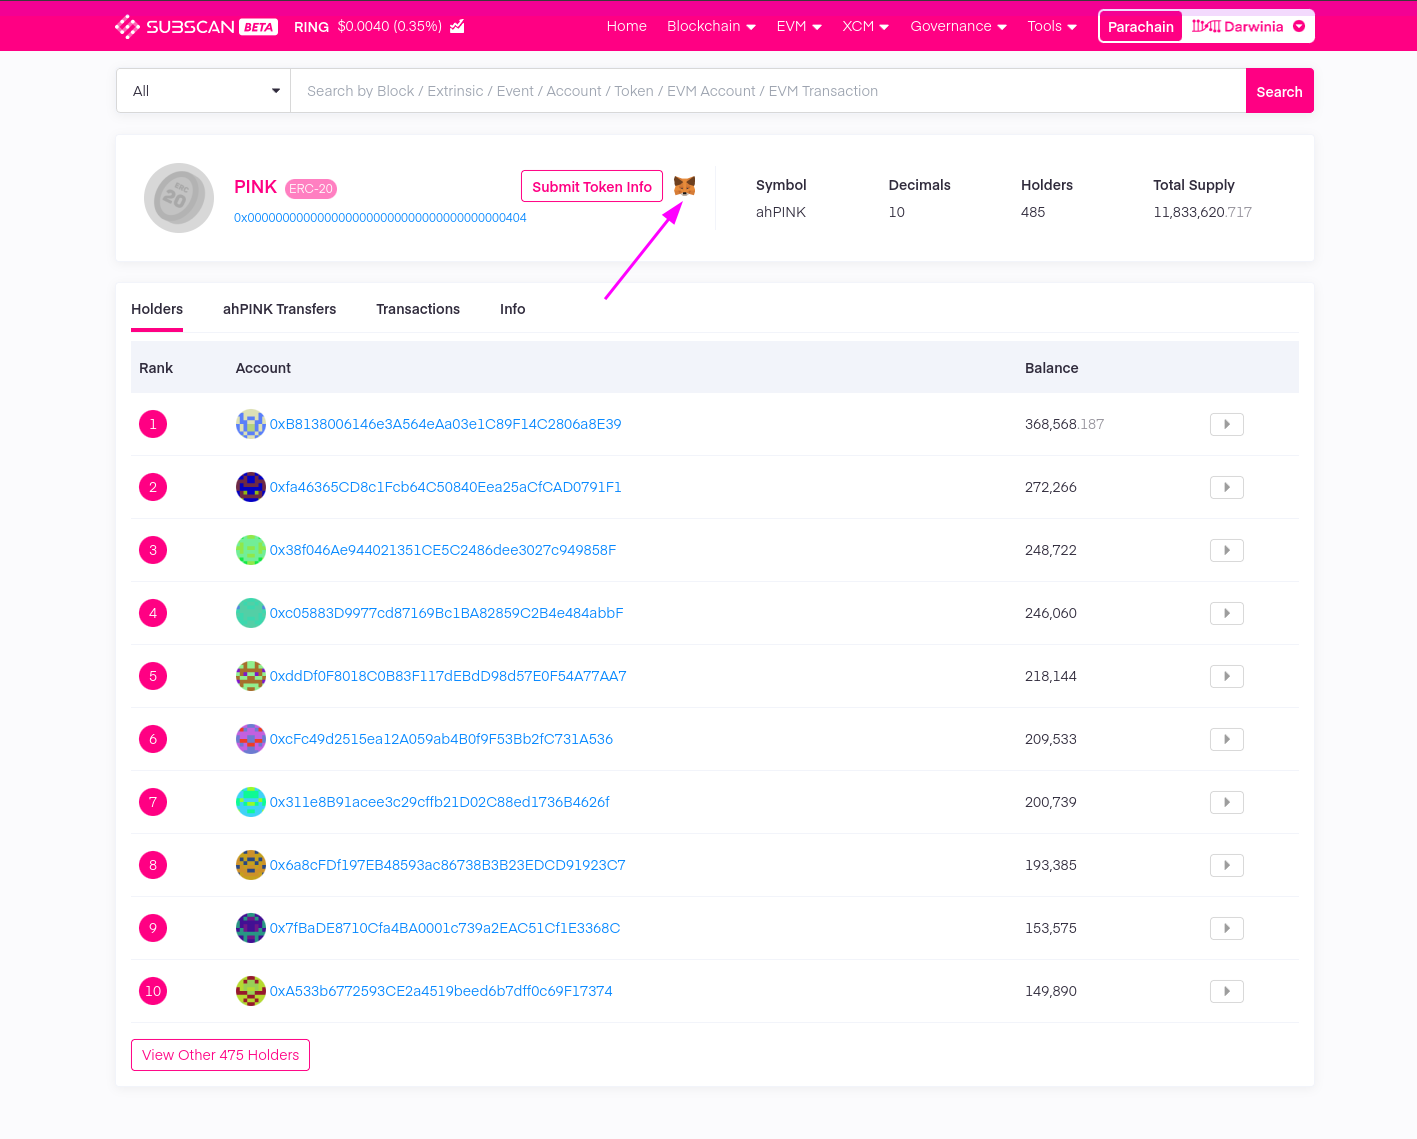 SUBSCAN BETA RING $0.0040 (0.35%) Home Blockchain EVM XCM Governance Tools Parachain Darwinia
All Search by Block / Extrinsic / Event / Account / Token / EVM Account / EVM Transaction Search
ERC 20
PINK ERC-20 Submit Token Info
0x0000000000000000000000000000000000000404
Symbol Decimals Holders Total Supply
ahPINK 10 485 11,833,620.717
Holders ahPINK Transfers Transactions Info
Rank Account Balance
1 0xB8138006146e3A564eAa03e1C89F14C2806a8E39 368,568.187
2 0xfa46365CD8c1Fcb64C50840Eea25aCfCAD0791F1 272,266
3 0x38f046Ae944021351CE5C2486dee3027c949858F 248,722
4 0xc05883D9977cd87169Bc1BA82859C2B4e484abbF 246,060
5 0xddDf0F8018C0B83F117dEBdD98d57E0F54A77AA7 218,144
6 0xcFc49d2515ea12A059ab4B0f9F53Bb2fC731A536 209,533
7 0x311e8B91acee3c29cffb21D02C88ed1736B4626f 200,739
8 0x6a8cFDf197EB48593ac86738B3B23EDCD91923C7 193,385
9 0x7fBaDE8710Cfa4BA0001c739a2EAC51Cf1E3368C 153,575
10 0xA533b6772593CE2a4519beed6b7dff0c69F17374 149,890
View Other 475 Holders